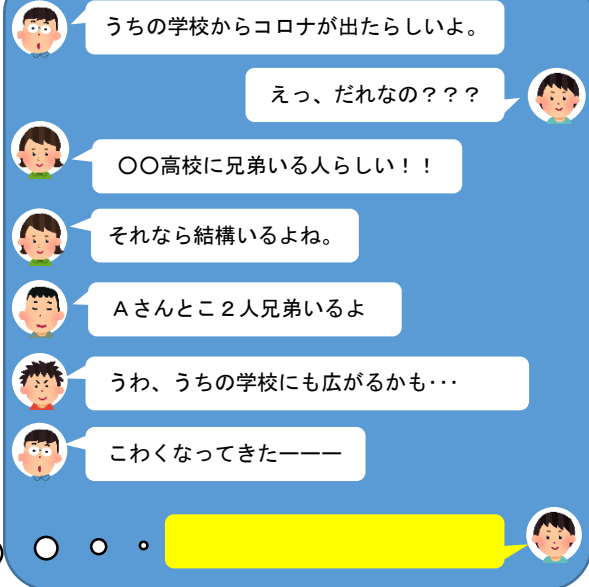 うちの学校からコロナが出たらしいよ。
えっ、だれなの？？？
〇〇高校に兄弟いる人らしい！！
それなら結構いるよね。
Ａさんとこ２人兄弟いるよ
うわ、うちの学校にも広がるかも･･･
こわくなってきたーーー